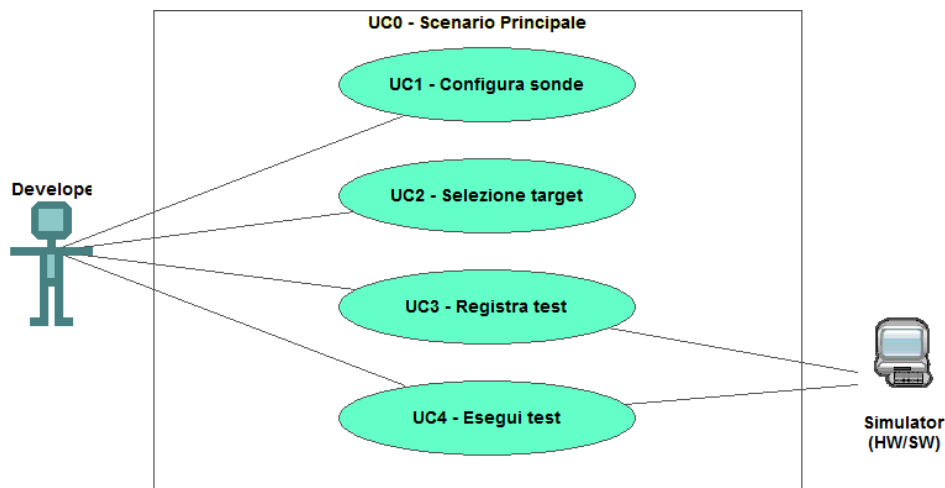 UC0 - Scenario Principale
UC1 - Configura sonde
Develope
UC2 - Selezione target
UC3 - Registra test
UC4 - Esegui test
Simulator
(HW/SW)